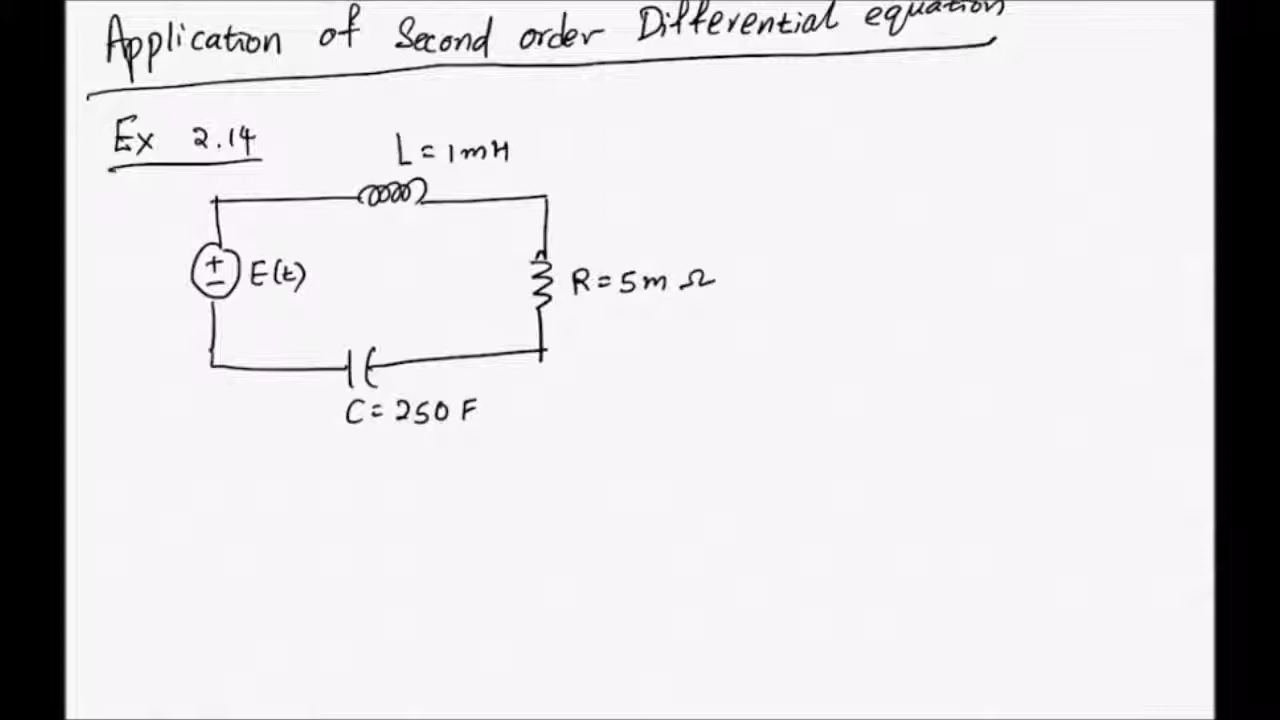 Application of Second order Differential equation
Ex 2.14
L = 1mH
+
−
E(t)
R = 5m Ω
C = 250 F